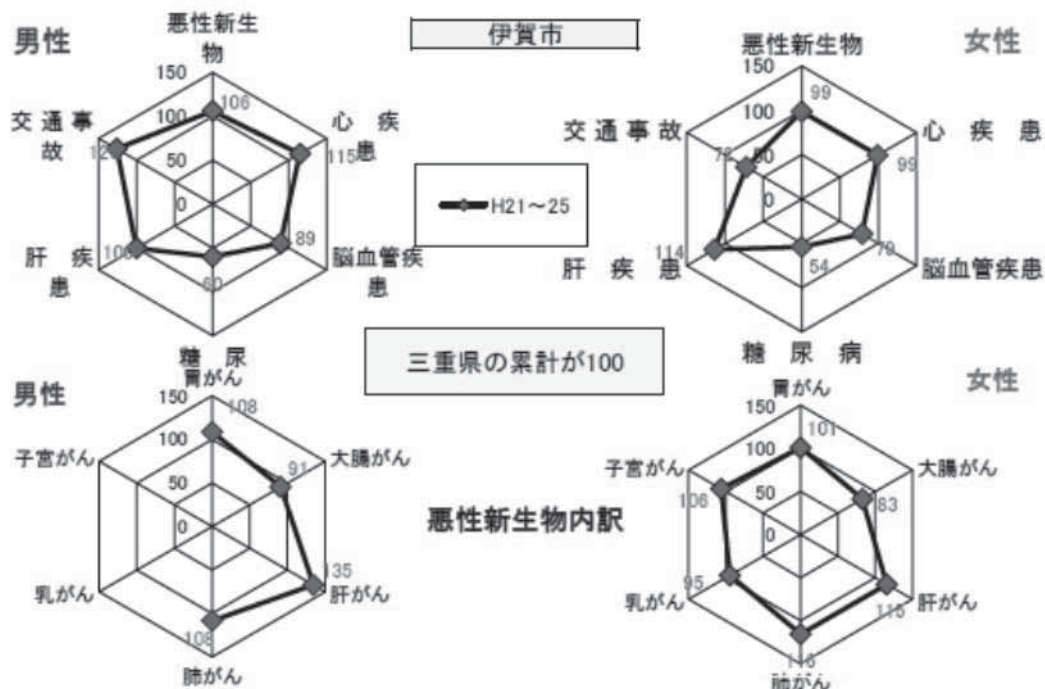 伊賀市
男性
悪性新生
物
150
100
50
0
106
心 疾
患
115
89
脳血管疾
患
60
糖 尿
肝 疾
患
交 通 事
故
女性
悪性新生物
150
100
50
0
99
心 疾 患
99
79
脳血管疾患
54
糖 尿 病
114
肝 疾 患
交 通 事 故
H21～25
三重県の累計が100
男性
胃がん
150
100
50
0
108
91
大腸がん
135
肝がん
108
肺がん
乳がん
子宮がん
悪性新生物内訳
女性
胃がん
150
100
50
0
101
大腸がん
83
115
肝がん
116
肺がん
95
乳がん
106
子宮がん